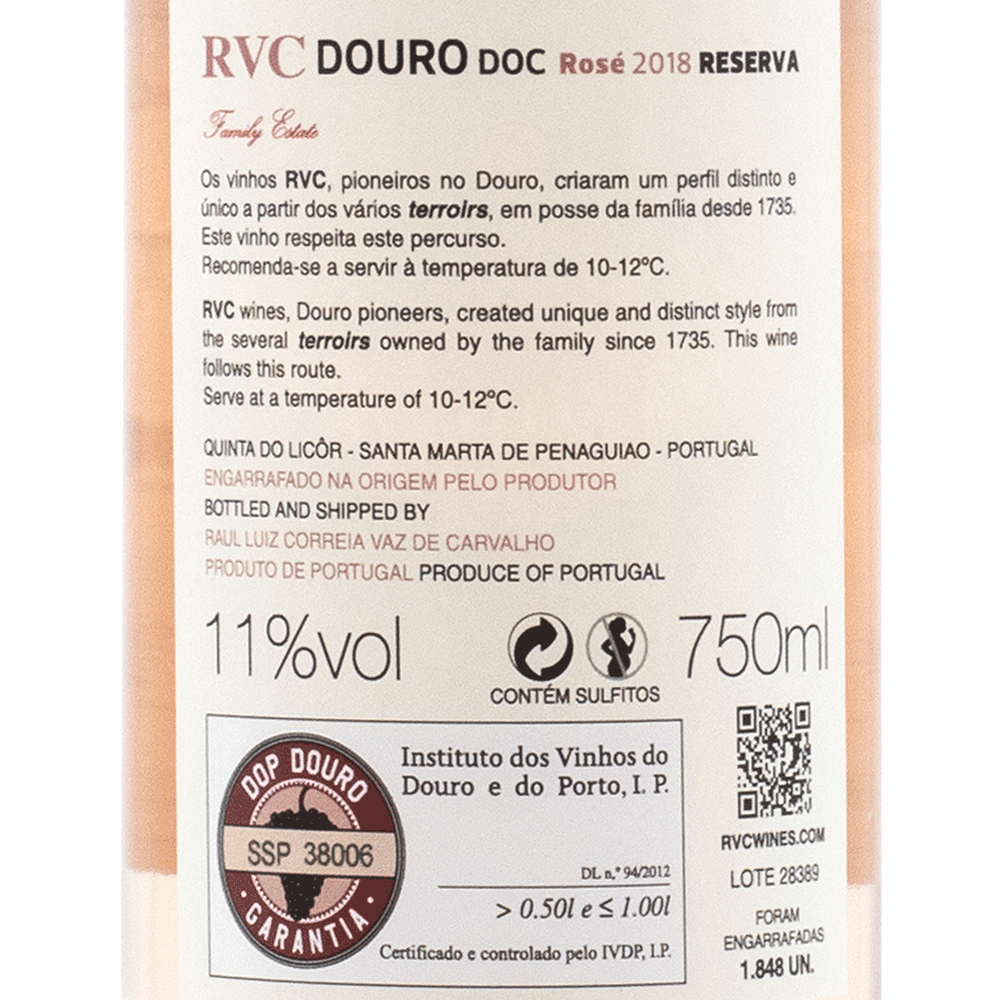 RVC DOURO DOC Rosé 2018 RESERVA
Family Estate
Os vinhos RVC, pioneiros no Douro, criaram um perfil distinto e
único a partir dos vários terroirs, em posse da família desde 1735.
Este vinho respeita este percurso.
Recomenda-se a servir à temperatura de 10-12ºC.
RVC wines, Douro pioneers, created unique and distinct style from
the several terroirs owned by the family since 1735. This wine
follows this route.
Serve at a temperature of 10-12ºC.
QUINTA DO LICÔR - SANTA MARTA DE PENAGUIAO - PORTUGAL
ENGARRAFADO NA ORIGEM PELO PRODUTOR
BOTTLED AND SHIPPED BY
RAUL LUIZ CORREIA VAZ DE CARVALHO
PRODUTO DE PORTUGAL PRODUCE OF PORTUGAL
11%vol
750ml
CONTÉM SULFITOS
DOP DOURO
SSP 38006
GARANTIA
Instituto dos Vinhos do
Douro e do Porto, I. P.
DL n.º 94/2012
> 0.50l e ≤ 1.00l
Certificado e controlado pelo IVDP, I.P.
RVCWINES.COM
LOTE 28389
FORAM
ENGARRAFADAS
1.848 UN.